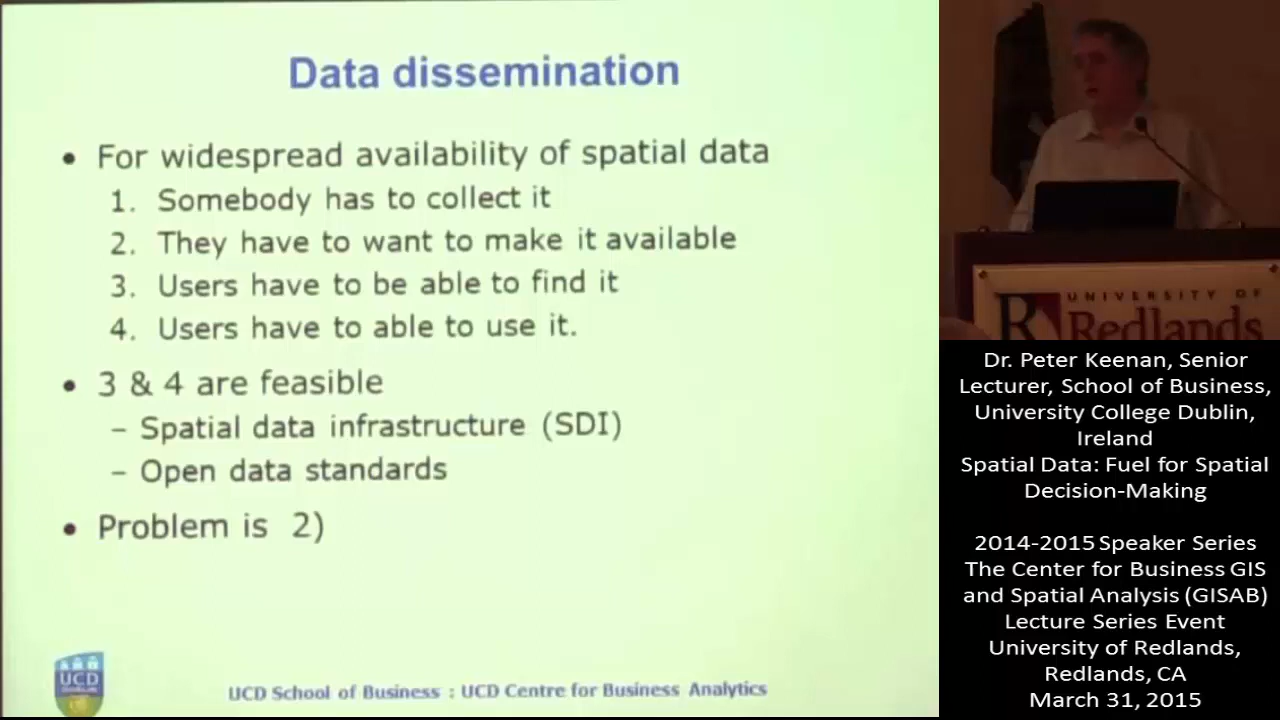 Data dissemination
• For widespread availability of spatial data
1. Somebody has to collect it
2. They have to want to make it available
3. Users have to be able to find it
4. Users have to able to use it.
• 3 & 4 are feasible
– Spatial data infrastructure (SDI)
– Open data standards
• Problem is 2)
UCD
UCD School of Business : UCD Centre for Business Analytics
R
UNIVERSITY OF
Redlands
Dr. Peter Keenan, Senior
Lecturer, School of Business,
University College Dublin,
Ireland
Spatial Data: Fuel for Spatial
Decision-Making
2014-2015 Speaker Series
The Center for Business GIS
and Spatial Analysis (GISAB)
Lecture Series Event
University of Redlands,
Redlands, CA
March 31, 2015